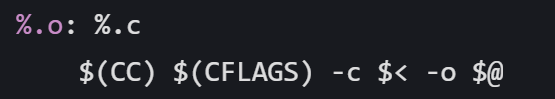 %.o: %.c
    $(CC) $(CFLAGS) -c $< -o $@